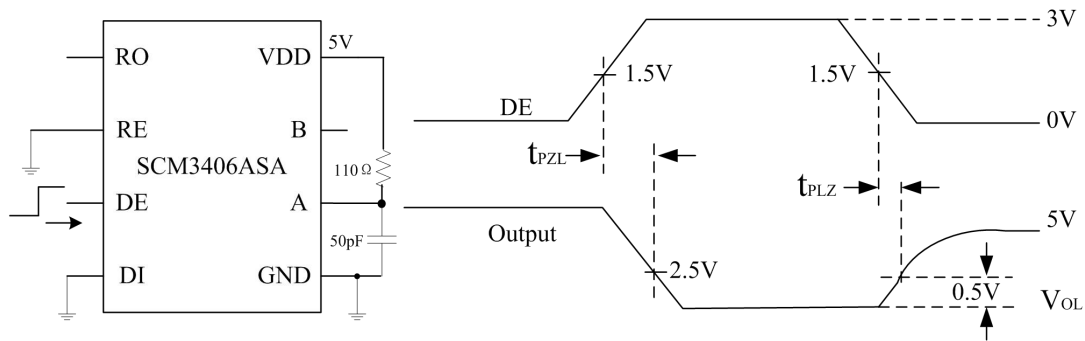 RO
VDD
5V
RE
B
SCM3406ASA
110Ω
DE
A
50pF
DI
GND
3V
1.5V
1.5V
DE
0V
tPZL
tPLZ
Output
5V
2.5V
0.5V
VOL